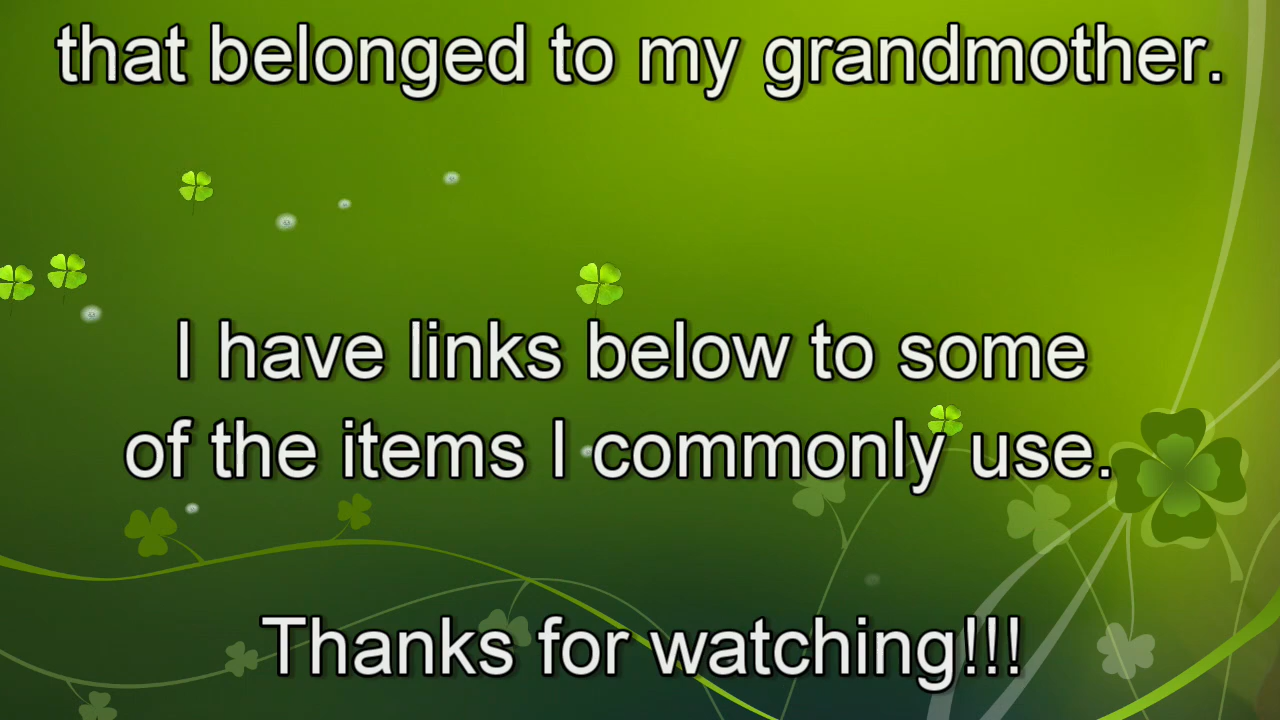 that belonged to my grandmother.
I have links below to some
of the items I commonly use.
Thanks for watching!!!